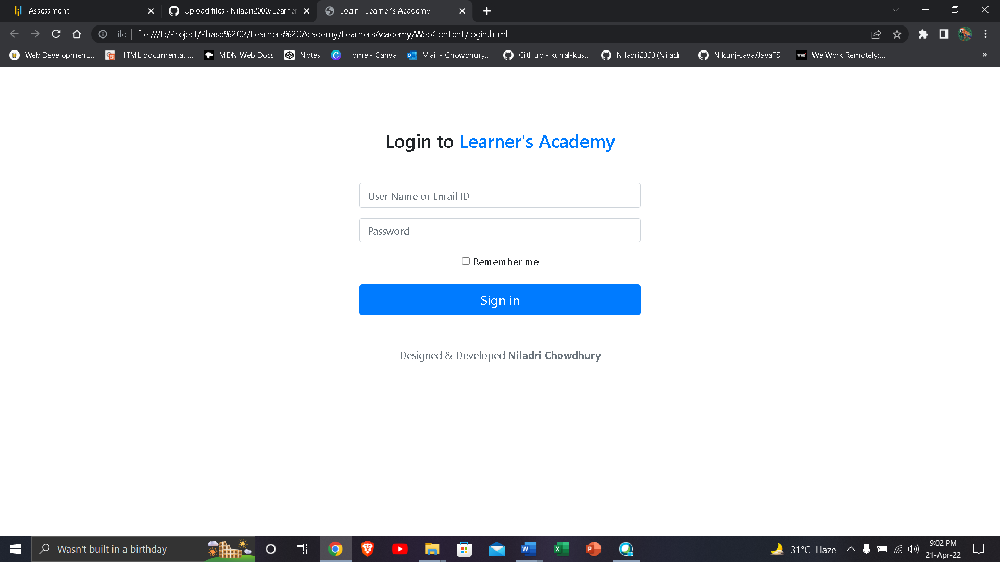 Assessment
Upload files · Niladri2000/Learner
Login | Learner's Academy
File | file:///F:/Project/Phase%202/Learners%20Academy/LearnersAcademy/WebContent/login.html
Web Development...
HTML documentati...
MDN Web Docs
Notes
Home - Canva
Mail - Chowdhury,...
GitHub - kunal-kus...
Niladri2000 (Niladri...
Nikunj-Java/JavaFS...
WWR
We Work Remotely:...
»
Login to Learner's Academy
User Name or Email ID
Password
Remember me
Sign in
Designed & Developed Niladri Chowdhury
Wasn't built in a birthday
31°C Haze
9:02 PM
21-Apr-22